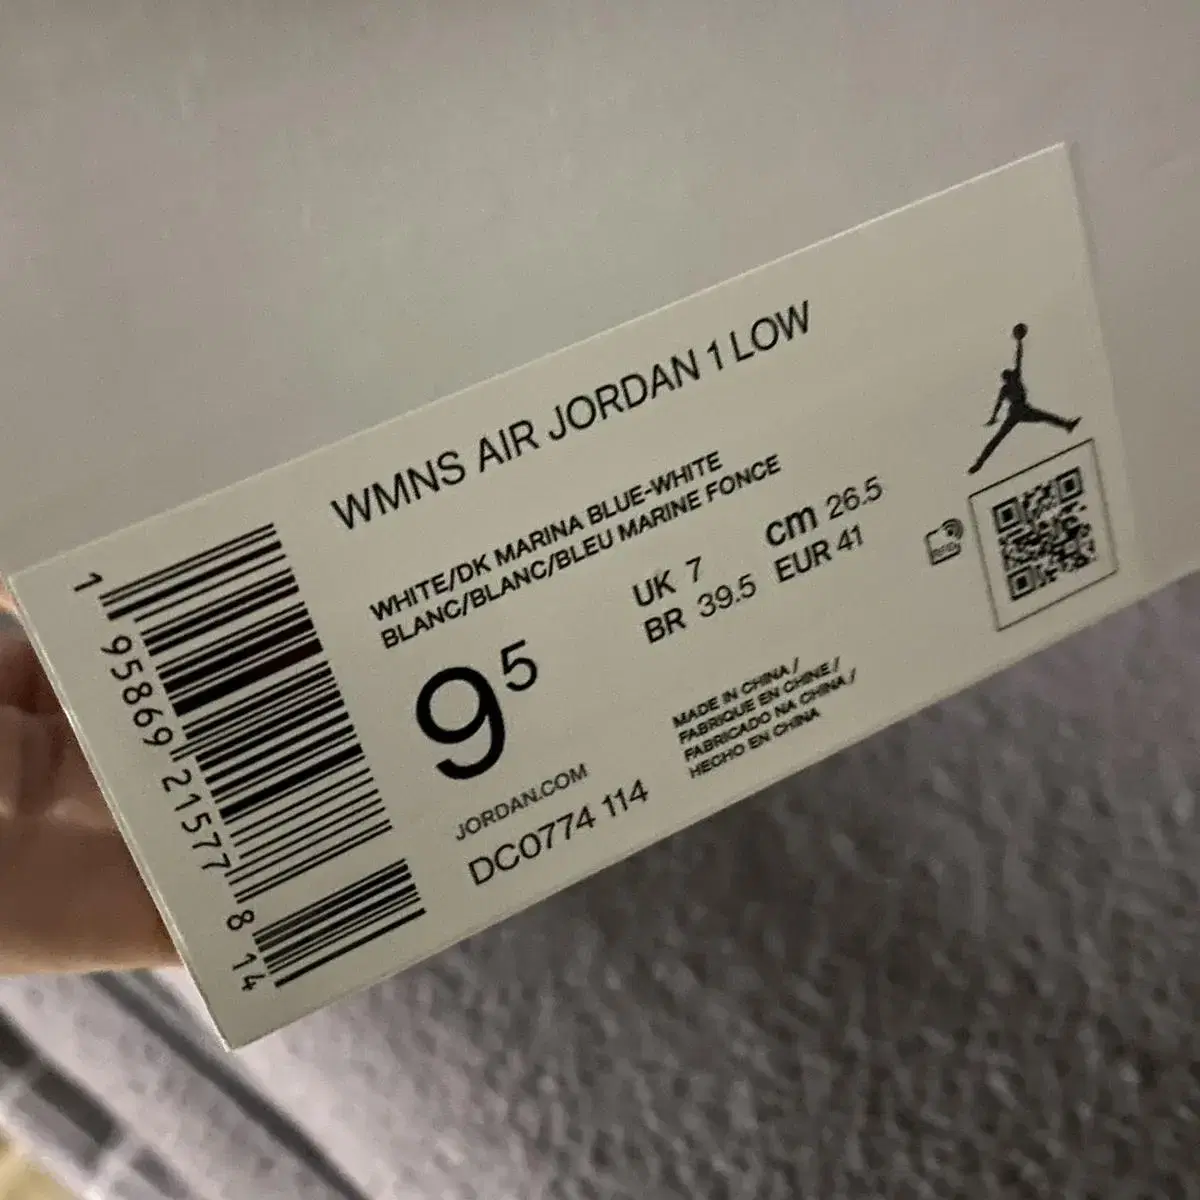 WMNS AIR JORDAN 1 LOW
WHITE/DK MARINA BLUE-WHITE
BLANC/BLANC/BLEU MARINE FONCE
9 5
UK 7
cm 26.5
BR 39.5
EUR 41
JORDAN.COM
DC0774 114
MADE IN CHINA /
FABRIQUE EN CHINE /
FABRICADO NA CHINA /
HECHO EN CHINA
1 95869 21577 8 14